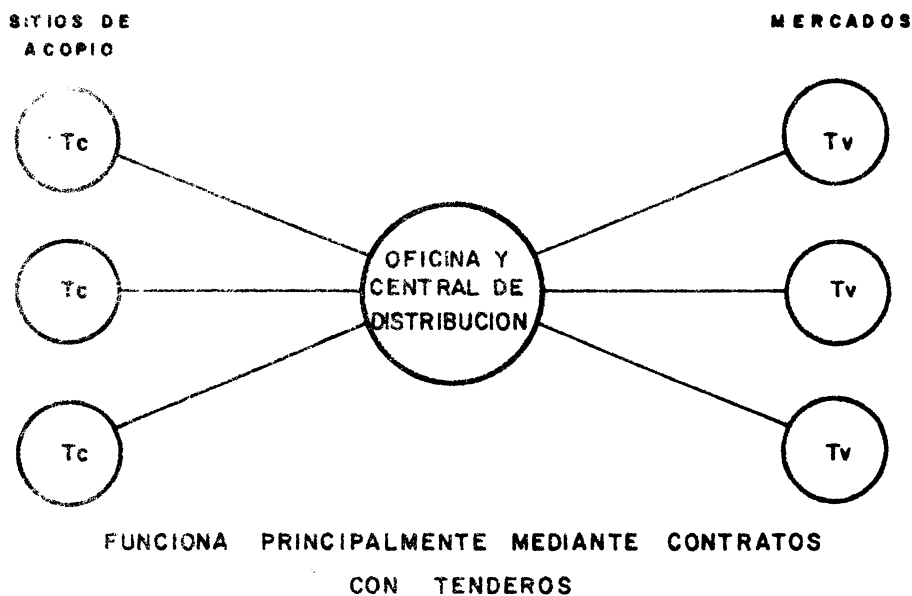 SITIOS DE
ACOPIO
MERCADOS
Tc
Tv
OFICINA Y
CENTRAL DE
DISTRIBUCION
Tc
Tv
Tc
Tv
FUNCIONA PRINCIPALMENTE MEDIANTE CONTRATOS
CON TENDEROS